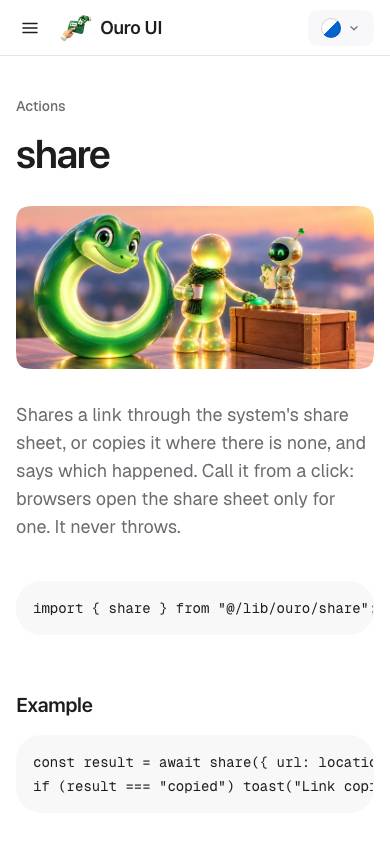 Ouro UI
Actions
share
Shares a link through the system's share
sheet, or copies it where there is none, and
says which happened. Call it from a click:
browsers open the share sheet only for
one. It never throws.
import { share } from "@/lib/ouro/share";
Example
const result = await share({ url: locatio
if (result === "copied") toast("Link copi